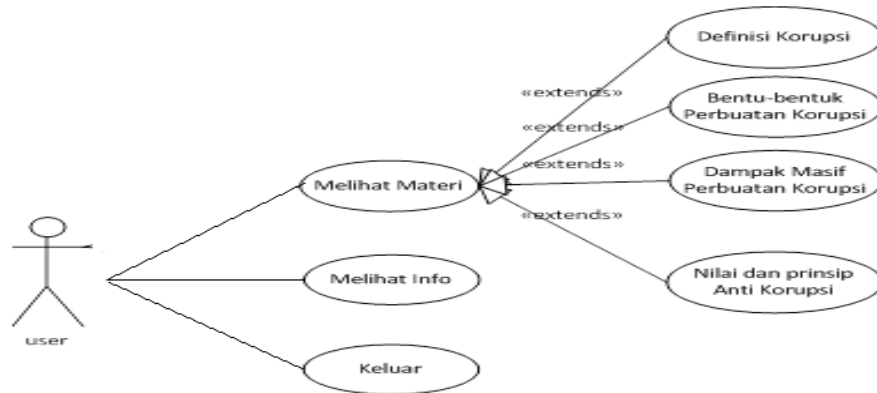 Definisi Korupsi
«extends»
Bentu-bentuk
Perbuatan Korupsi
«extends»
«extends»
Dampak Masif
Perbuatan Korupsi
Melihat Materi
«extends»
Nilai dan prinsip
Anti Korupsi
Melihat Info
user
Keluar